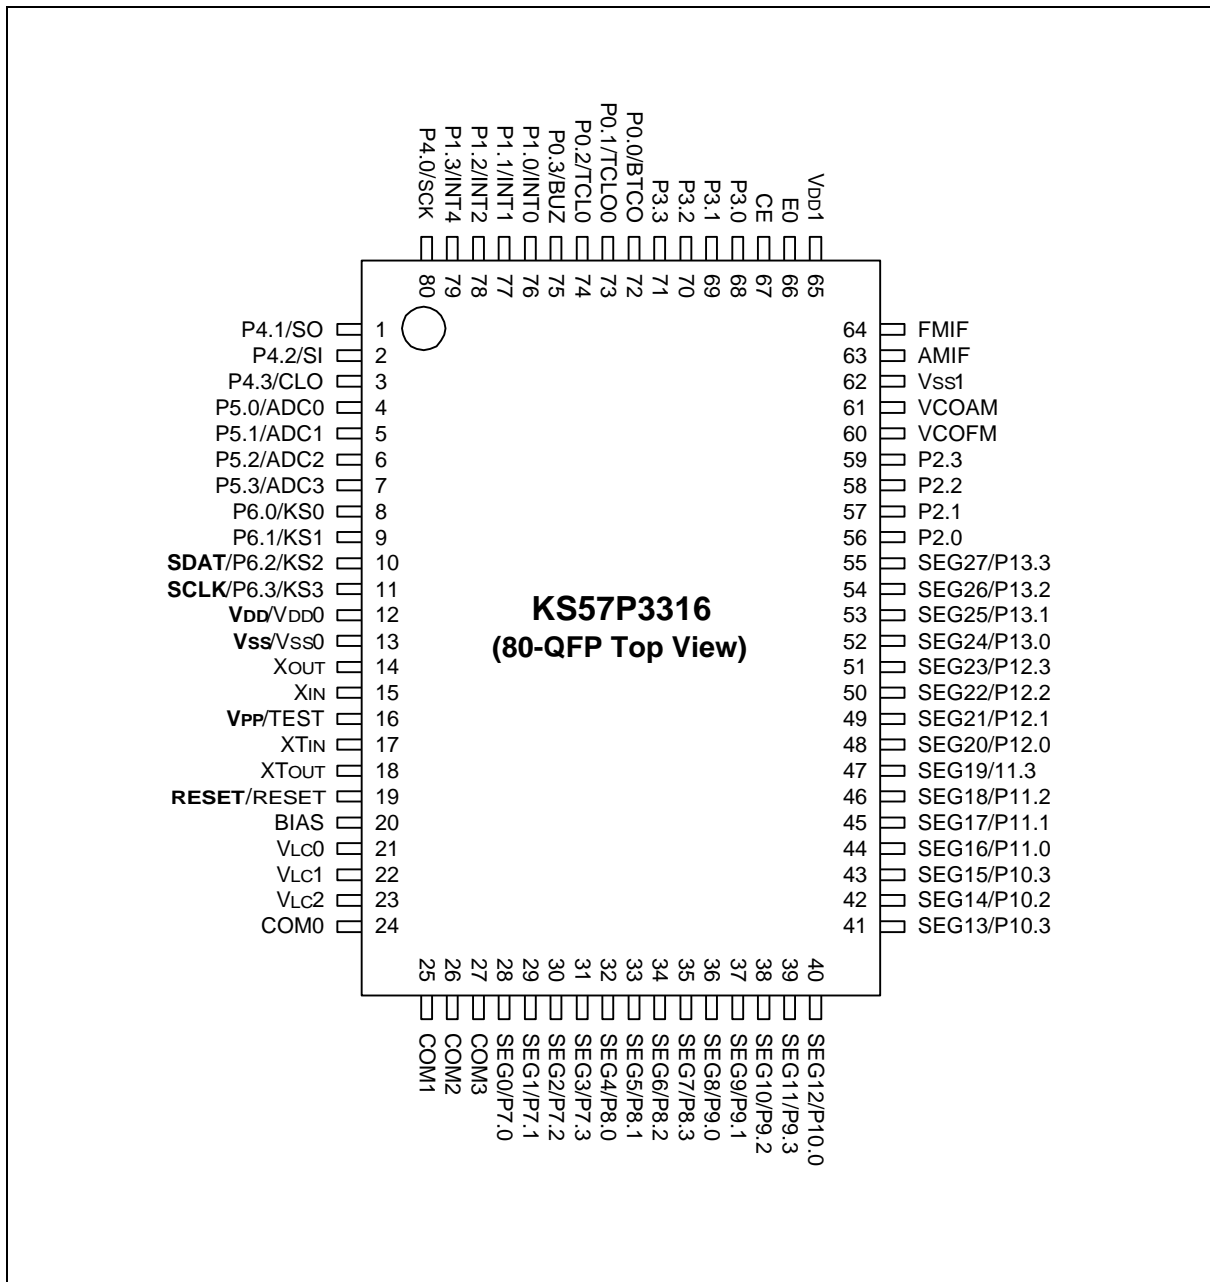 P4.0/SCK
P1.3/INT4
P1.2/INT2
P1.1/INT1
P1.0/INT0
P0.3/BUZ
P0.2/TCL0
P0.1/TCLO0
P0.0/BTCO
P3.3
P3.2
P3.1
P3.0
CE
E0
VDD1
80
79
78
77
76
75
74
73
72
71
70
69
68
67
66
65
P4.1/SO 1
P4.2/SI 2
P4.3/CLO 3
P5.0/ADC0 4
P5.1/ADC1 5
P5.2/ADC2 6
P5.3/ADC3 7
P6.0/KS0 8
P6.1/KS1 9
SDAT/P6.2/KS2 10
SCLK/P6.3/KS3 11
VDD/VDD0 12
VSS/VSS0 13
XOUT 14
XIN 15
VPP/TEST 16
XTIN 17
XTOUT 18
RESET/RESET 19
BIAS 20
VLC0 21
VLC1 22
VLC2 23
COM0 24
KS57P3316
(80-QFP Top View)
64 FMIF
63 AMIF
62 VSS1
61 VCOAM
60 VCOFM
59 P2.3
58 P2.2
57 P2.1
56 P2.0
55 SEG27/P13.3
54 SEG26/P13.2
53 SEG25/P13.1
52 SEG24/P13.0
51 SEG23/P12.3
50 SEG22/P12.2
49 SEG21/P12.1
48 SEG20/P12.0
47 SEG19/11.3
46 SEG18/P11.2
45 SEG17/P11.1
44 SEG16/P11.0
43 SEG15/P10.3
42 SEG14/P10.2
41 SEG13/P10.3
25
26
27
28
29
30
31
32
33
34
35
36
37
38
39
40
COM1
COM2
COM3
SEG0/P7.0
SEG1/P7.1
SEG2/P7.2
SEG3/P7.3
SEG4/P8.0
SEG5/P8.1
SEG6/P8.2
SEG7/P8.3
SEG8/P9.0
SEG9/P9.1
SEG10/P9.2
SEG11/P9.3
SEG12/P10.0